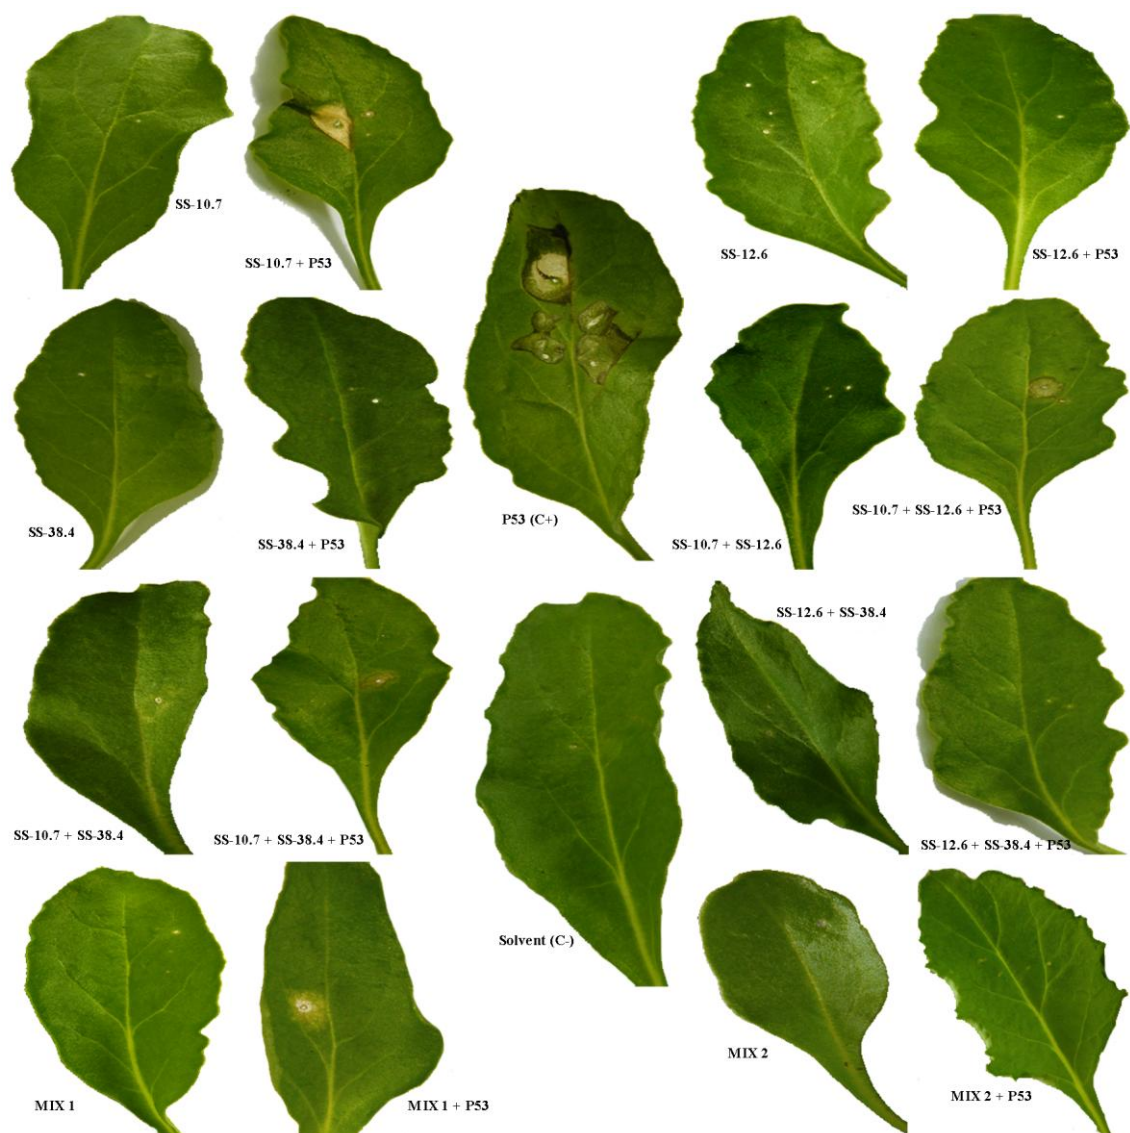 SS-10.7
SS-10.7 + P53
SS-12.6
SS-12.6 + P53
SS-38.4
SS-38.4 + P53
P53 (C+)
SS-10.7 + SS-12.6
SS-10.7 + SS-12.6 + P53
SS-10.7 + SS-38.4
SS-10.7 + SS-38.4 + P53
Solvent (C-)
SS-12.6 + SS-38.4
SS-12.6 + SS-38.4 + P53
MIX 1
MIX 1 + P53
MIX 2
MIX 2 + P53